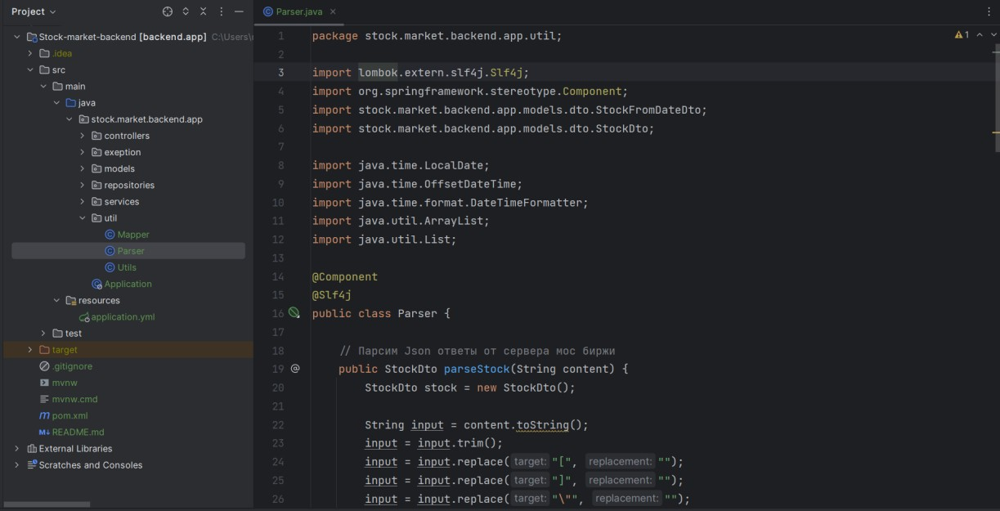 Project
Parser.java
Stock-market-backend [backend.app] C:\Users\
.idea
src
main
java
stock.market.backend.app
controllers
exeption
models
repositories
services
util
Mapper
Parser
Utils
Application
resources
application.yml
test
target
.gitignore
mvnw
mvnw.cmd
pom.xml
README.md
External Libraries
Scratches and Consoles
1
1 package stock.market.backend.app.util;
2
3 import lombok.extern.slf4j.Slf4j;
4 import org.springframework.stereotype.Component;
5 import stock.market.backend.app.models.dto.StockFromDateDto;
6 import stock.market.backend.app.models.dto.StockDto;
7
8 import java.time.LocalDate;
9 import java.time.OffsetDateTime;
10 import java.time.format.DateTimeFormatter;
11 import java.util.ArrayList;
12 import java.util.List;
13
14 @Component
15 @Slf4j
16 public class Parser {
17
18 // Парсим Json ответы от сервера мос биржи
19 @ public StockDto parseStock(String content) {
20 StockDto stock = new StockDto();
21
22 String input = content.toString();
23 input = input.trim();
24 input = input.replace( target: "[", replacement: "");
25 input = input.replace( target: "]", replacement: "");
26 input = input.replace( target: "\"", replacement: "");